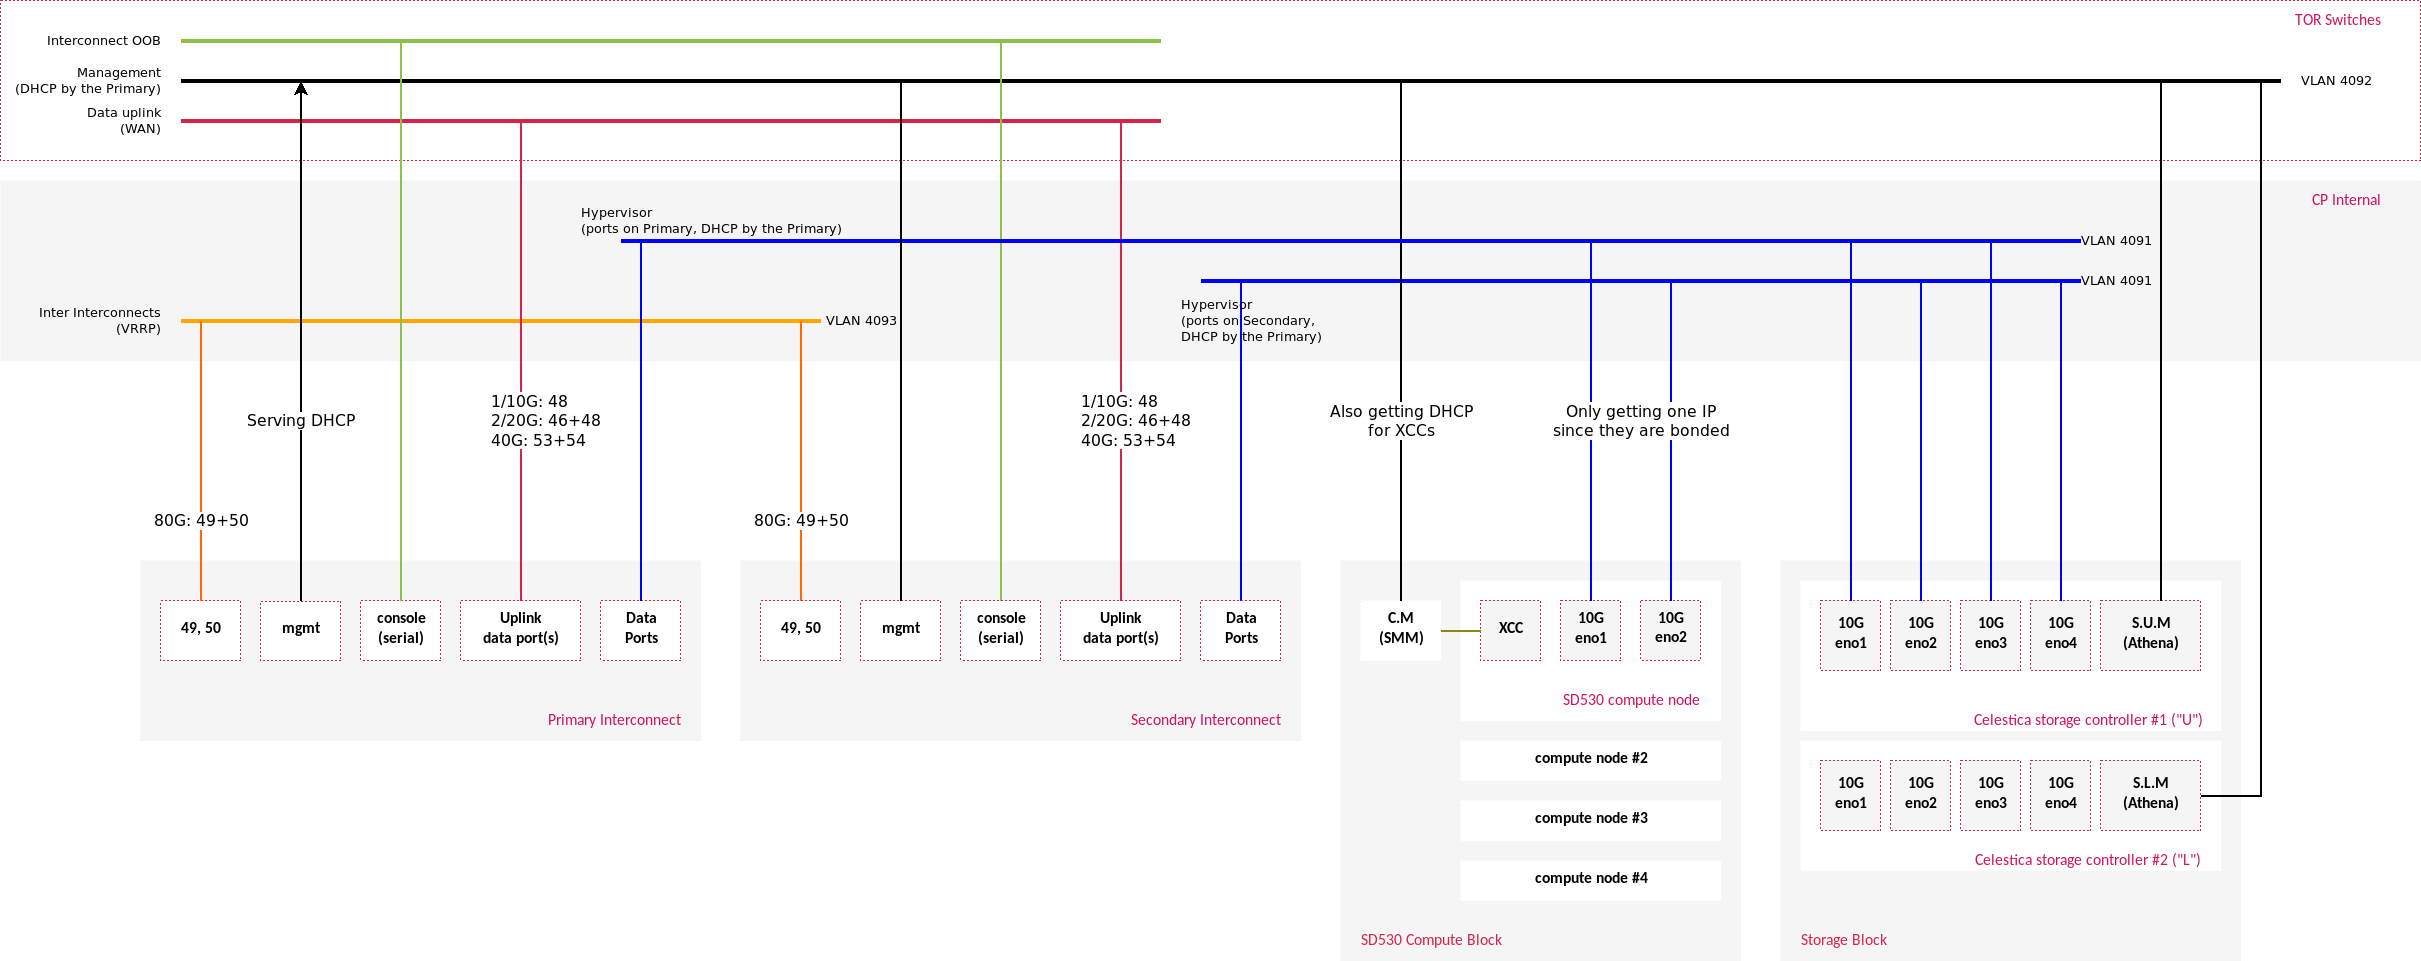 TOR Switches
Interconnect OOB
Management
(DHCP by the Primary)
VLAN 4092
Data uplink
(WAN)
CP Internal
Hypervisor
(ports on Primary, DHCP by the Primary)
VLAN 4091
VLAN 4091
Hypervisor
(ports on Secondary,
DHCP by the Primary)
Inter Interconnects
(VRRP)
VLAN 4093
Serving DHCP
1/10G: 48
2/20G: 46+48
40G: 53+54
1/10G: 48
2/20G: 46+48
40G: 53+54
Also getting DHCP
for XCCs
Only getting one IP
since they are bonded
80G: 49+50
80G: 49+50
49, 50
mgmt
console
(serial)
Uplink
data port(s)
Data
Ports
Primary Interconnect
49, 50
mgmt
console
(serial)
Uplink
data port(s)
Data
Ports
Secondary Interconnect
C.M
(SMM)
XCC
10G
eno1
10G
eno2
SD530 compute node
compute node #2
compute node #3
compute node #4
SD530 Compute Block
10G
eno1
10G
eno2
10G
eno3
10G
eno4
S.U.M
(Athena)
Celestica storage controller #1 ("U")
10G
eno1
10G
eno2
10G
eno3
10G
eno4
S.L.M
(Athena)
Celestica storage controller #2 ("L")
Storage Block